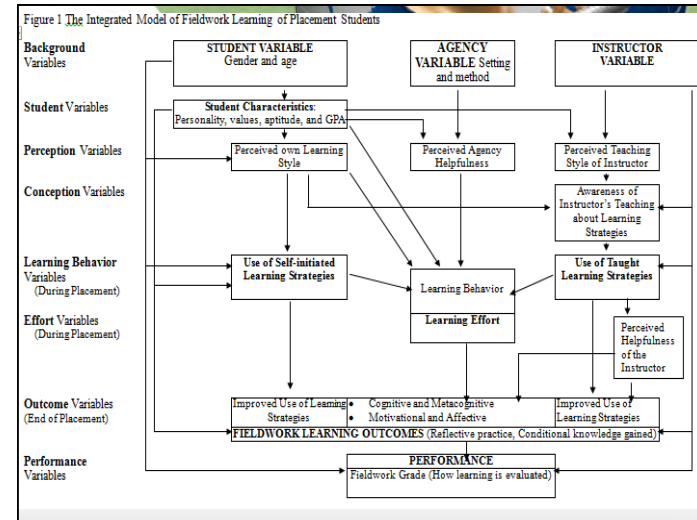 Figure 1 The Integrated Model of Fieldwork Learning of Placement Students
Background
Variables
STUDENT VARIABLE
Gender and age
AGENCY
VARIABLE Setting
and method
INSTRUCTOR
VARIABLE
Student Variables
Student Characteristics:
Personality, values, aptitude, and GPA
Perception Variables
Perceived own Learning
Style
Perceived Agency
Helpfulness
Perceived Teaching
Style of Instructor
Conception Variables
Awareness of
Instructor's Teaching
about Learning
Strategies
Learning Behavior
Variables
(During Placement)
Use of Self-initiated
Learning Strategies
Learning Behavior
Use of Taught
Learning Strategies
Effort Variables
(During Placement)
Learning Effort
Perceived
Helpfulness
of the
Instructor
Outcome Variables
(End of Placement)
Improved Use of Learning
Strategies
• Cognitive and Metacognitive
• Motivational and Affective
Improved Use of
Learning Strategies
FIELDWORK LEARNING OUTCOMES (Reflective practice, Conditional knowledge gained)
Performance
Variables
PERFORMANCE
Fieldwork Grade (How learning is evaluated)